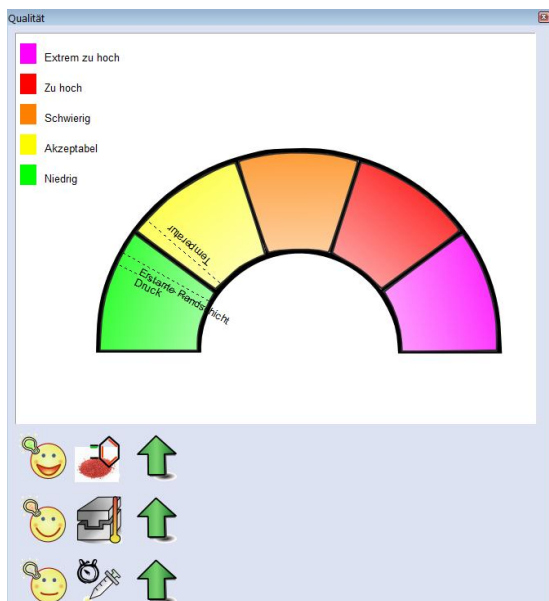 Qualität
Extrem zu hoch
Zu hoch
Schwierig
Akzeptabel
Niedrig
Temperatur
Erstarrte Randschicht
Druck